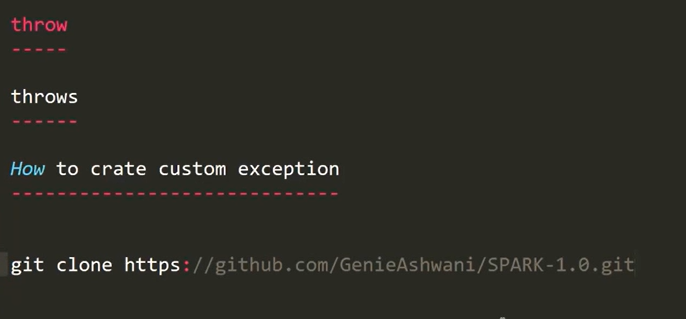 throw
-----
throws
------
How to crate custom exception
-----------------------------
git clone https://github.com/GenieAshwani/SPARK-1.0.git